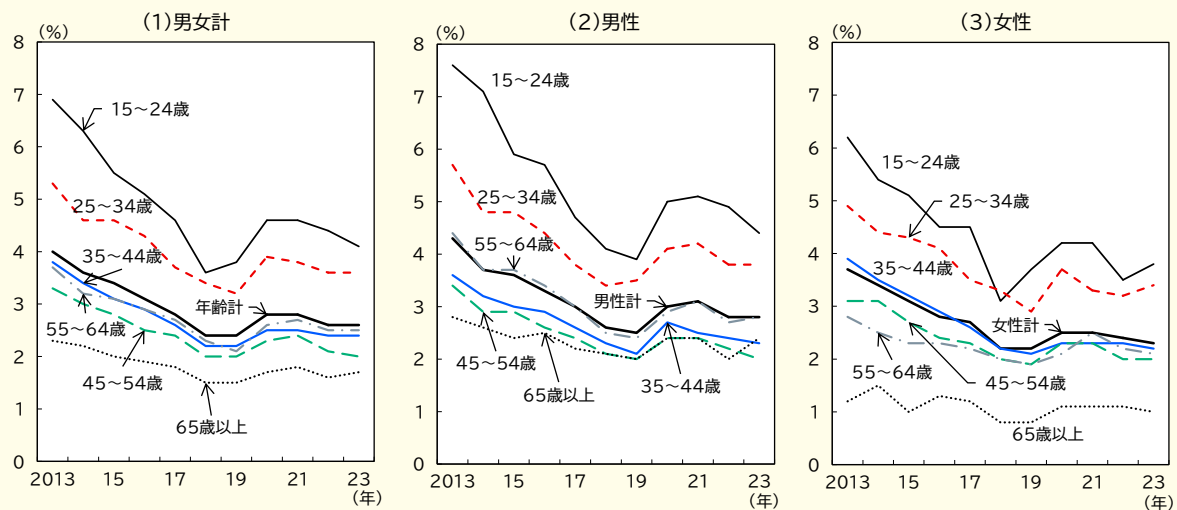 (1)男女計
(%)
8
7
6
5
4
3
2
1
0
15～24歳
25～34歳
35～44歳
年齢計
55～64歳
45～54歳
65歳以上
2013 15 17 19 21 23
(年)
(2)男性
(%)
8
7
6
5
4
3
2
1
0
15～24歳
25～34歳
55～64歳
男性計
45～54歳
65歳以上
35～44歳
2013 15 17 19 21 23
(年)
(3)女性
(%)
8
7
6
5
4
3
2
1
0
15～24歳
25～34歳
35～44歳
女性計
55～64歳
45～54歳
65歳以上
2013 15 17 19 21 23
(年)